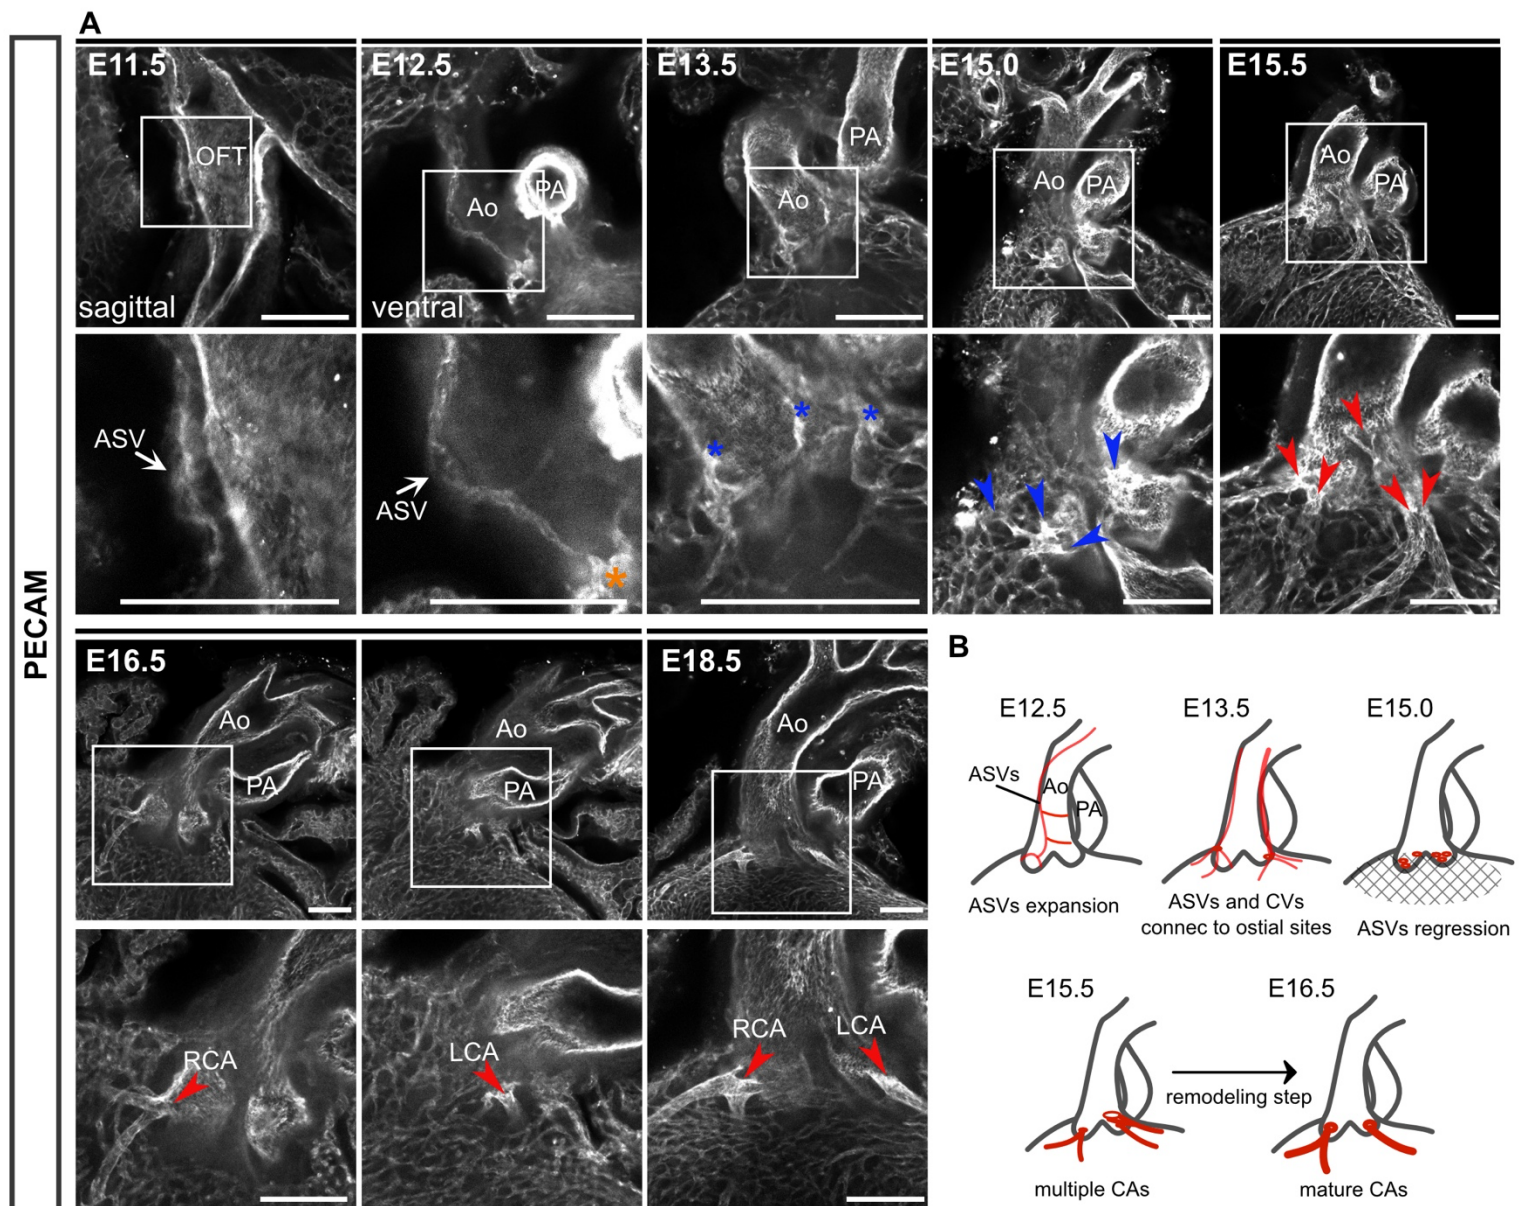 A
PECAM
E11.5
E12.5
E13.5
E15.0
E15.5
OFT
Ao
PA
Ao
PA
Ao
PA
Ao
PA
sagittal
ventral
ASV
ASV
*
*
*
*
E16.5
E18.5
Ao
PA
Ao
PA
Ao
PA
RCA
LCA
RCA
LCA
B
E12.5
E13.5
E15.0
ASVs
Ao
PA
ASVs expansion
ASVs and CVs
connec to ostial sites
ASVs regression
E15.5
E16.5
remodeling step
multiple CAs
mature CAs